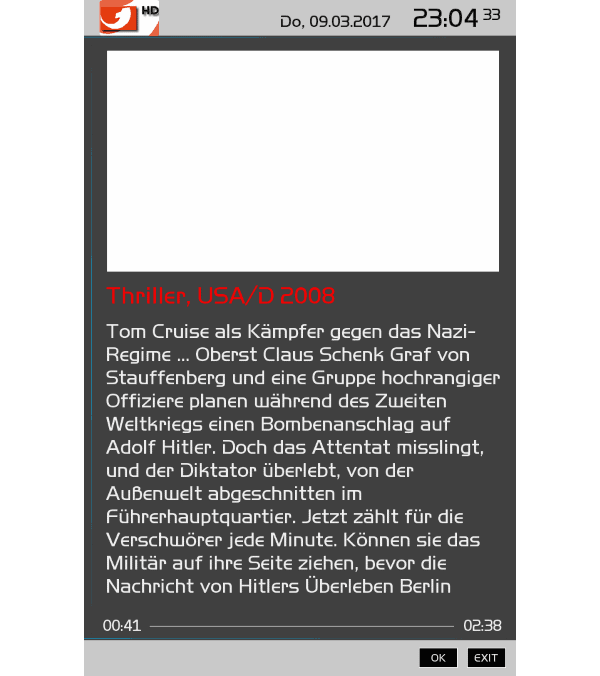 HD
Do, 09.03.2017 23:04 33
Thriller, USA/D 2008
Tom Cruise als Kämpfer gegen das Nazi-
Regime ... Oberst Claus Schenk Graf von
Stauffenberg und eine Gruppe hochrangiger
Offiziere planen während des Zweiten
Weltkriegs einen Bombenanschlag auf
Adolf Hitler. Doch das Attentat misslingt,
und der Diktator überlebt, von der
Außenwelt abgeschnitten im
Führerhauptquartier. Jetzt zählt für die
Verschwörer jede Minute. Können sie das
Militär auf ihre Seite ziehen, bevor die
Nachricht von Hitlers Überleben Berlin
00:41 02:38
OK EXIT